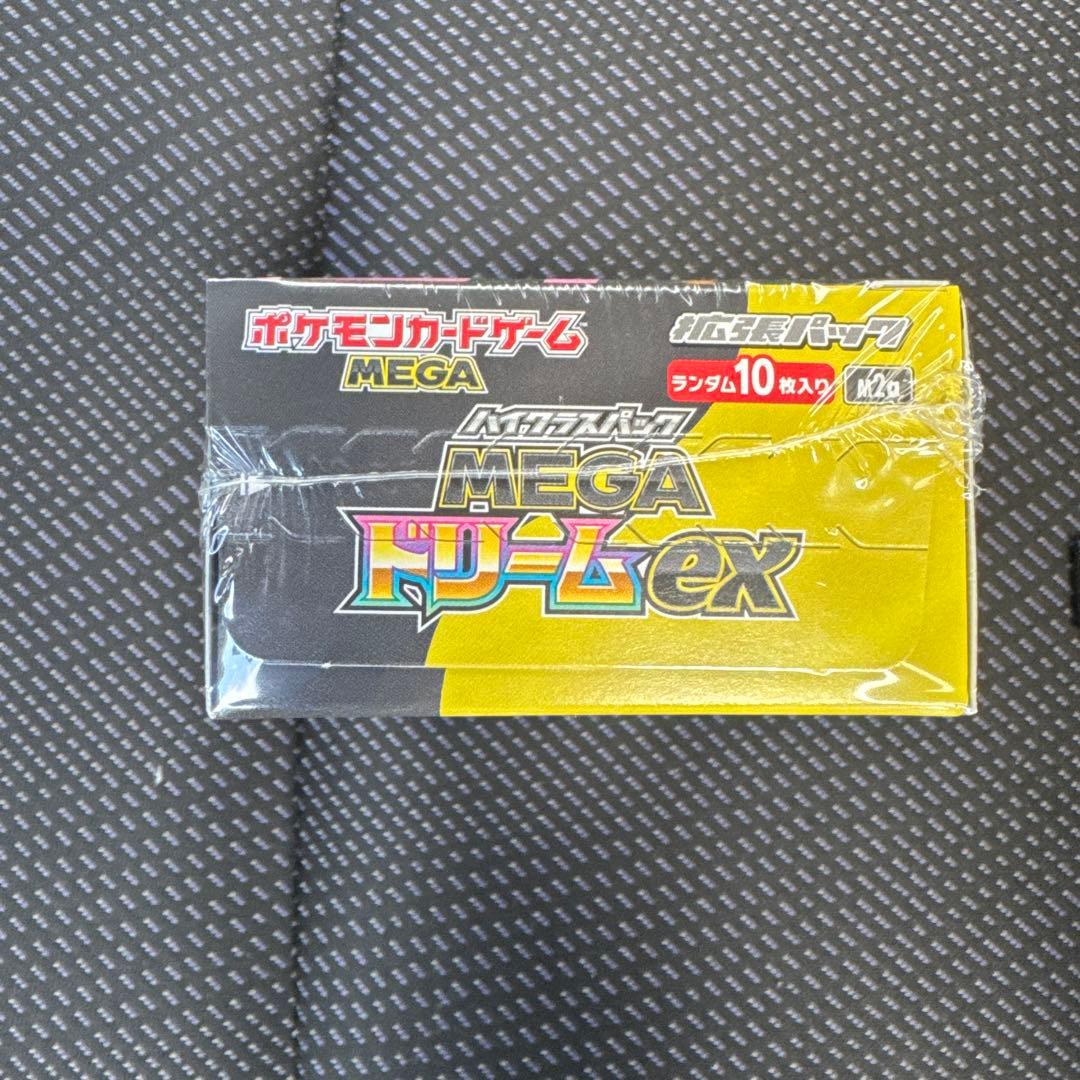 ポケモンカードゲーム
MEGA
拡張パック
ランダム10枚入り M2a
ハイクラスパック
MEGA
ドリームex